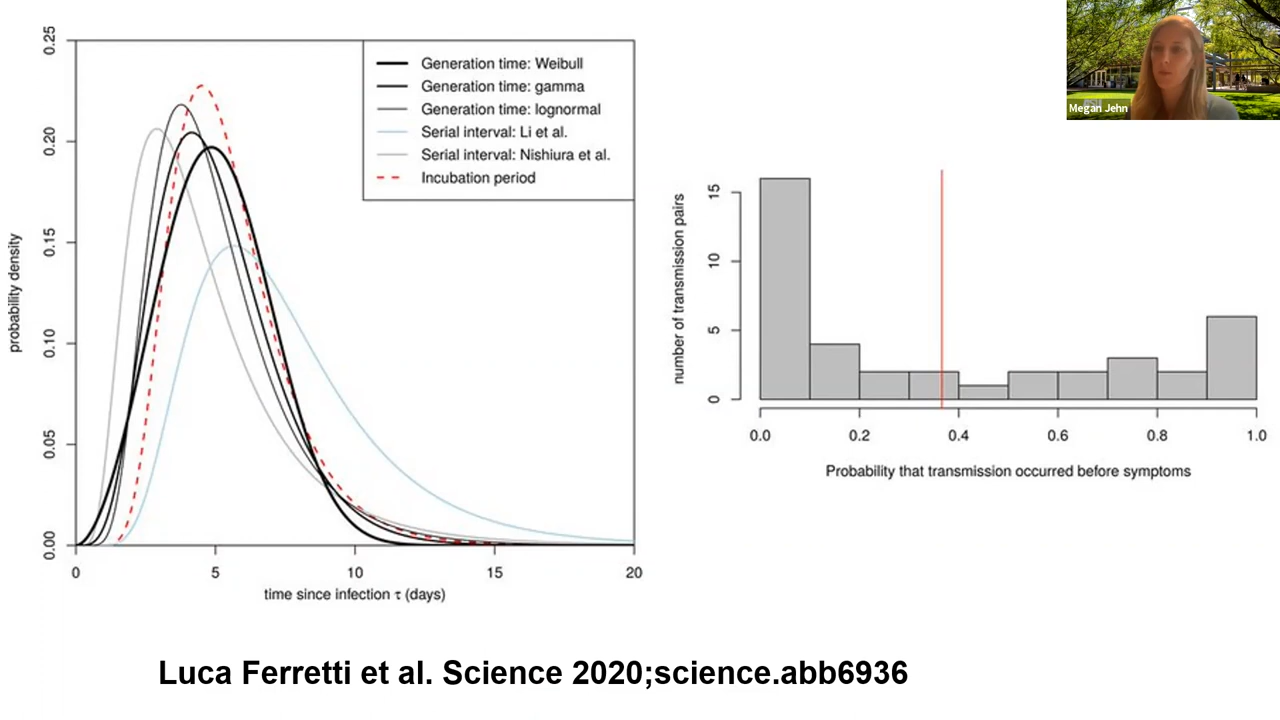 0.25
0.20
0.15
0.10
0.05
0.00
probability density
0
5
10
15
20
time since infection τ (days)
Generation time: Weibull
Generation time: gamma
Generation time: lognormal
Serial interval: Li et al.
Serial interval: Nishiura et al.
Incubation period
Megan Jehn
15
10
5
0
number of transmission pairs
0.0
0.2
0.4
0.6
0.8
1.0
Probability that transmission occurred before symptoms
Luca Ferretti et al. Science 2020;science.abb6936